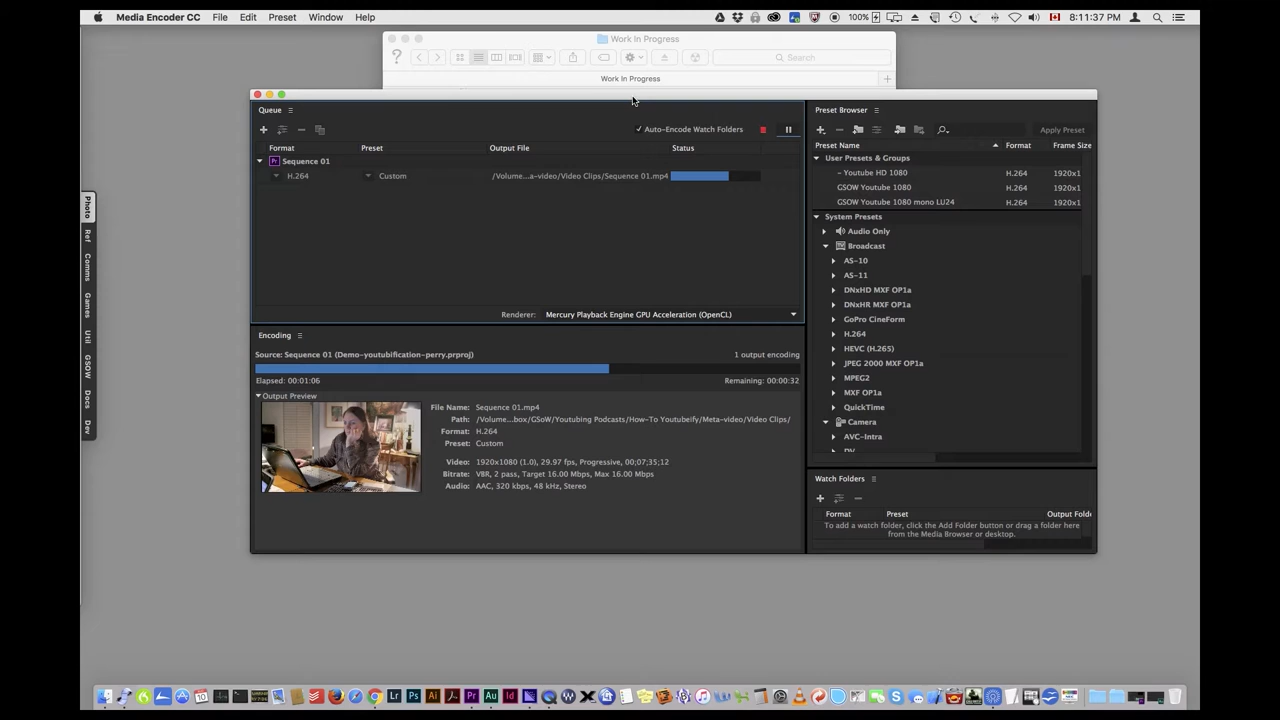 Media Encoder CC File Edit Preset Window Help 100% 8:11:37 PM
Work In Progress
Search
Work In Progress
Queue
Auto-Encode Watch Folders
Format Preset Output File Status
Pr Sequence 01
H.264 Custom /Volume...a-video/Video Clips/Sequence 01.mp4
Renderer: Mercury Playback Engine GPU Acceleration (OpenCL)
Encoding
Source: Sequence 01 (Demo-youtubification-perry.prproj) 1 output encoding
Elapsed: 00:01:06 Remaining: 00:00:32
Output Preview
File Name: Sequence 01.mp4
Path: /Volume...box/GSoW/Youtubing Podcasts/How-To Youtubeify/Meta-video/Video Clips/
Format: H.264
Preset: Custom
Video: 1920x1080 (1.0), 29.97 fps, Progressive, 00;07;35;12
Bitrate: VBR, 2 pass, Target 16.00 Mbps, Max 16.00 Mbps
Audio: AAC, 320 kbps, 48 kHz, Stereo
Preset Browser
Apply Preset
Preset Name Format Frame Size
User Presets & Groups
~ Youtube HD 1080 H.264 1920x1
GSOW Youtube 1080 H.264 1920x1
GSOW Youtube 1080 mono LU24 H.264 1920x1
System Presets
Audio Only
Broadcast
AS-10
AS-11
DNxHD MXF OP1a
DNxHR MXF OP1a
GoPro CineForm
H.264
HEVC (H.265)
JPEG 2000 MXF OP1a
MPEG2
MXF OP1a
QuickTime
Camera
AVC-Intra
DV
Watch Folders
Format Preset Output Folde
To add a watch folder, click the Add Folder button or drag a folder here
from the Media Browser or desktop.
Photo
Ref
Comms
Games
Util
GSOW
Docs
Dev
10 Lr Ps Ai Pr Au Id